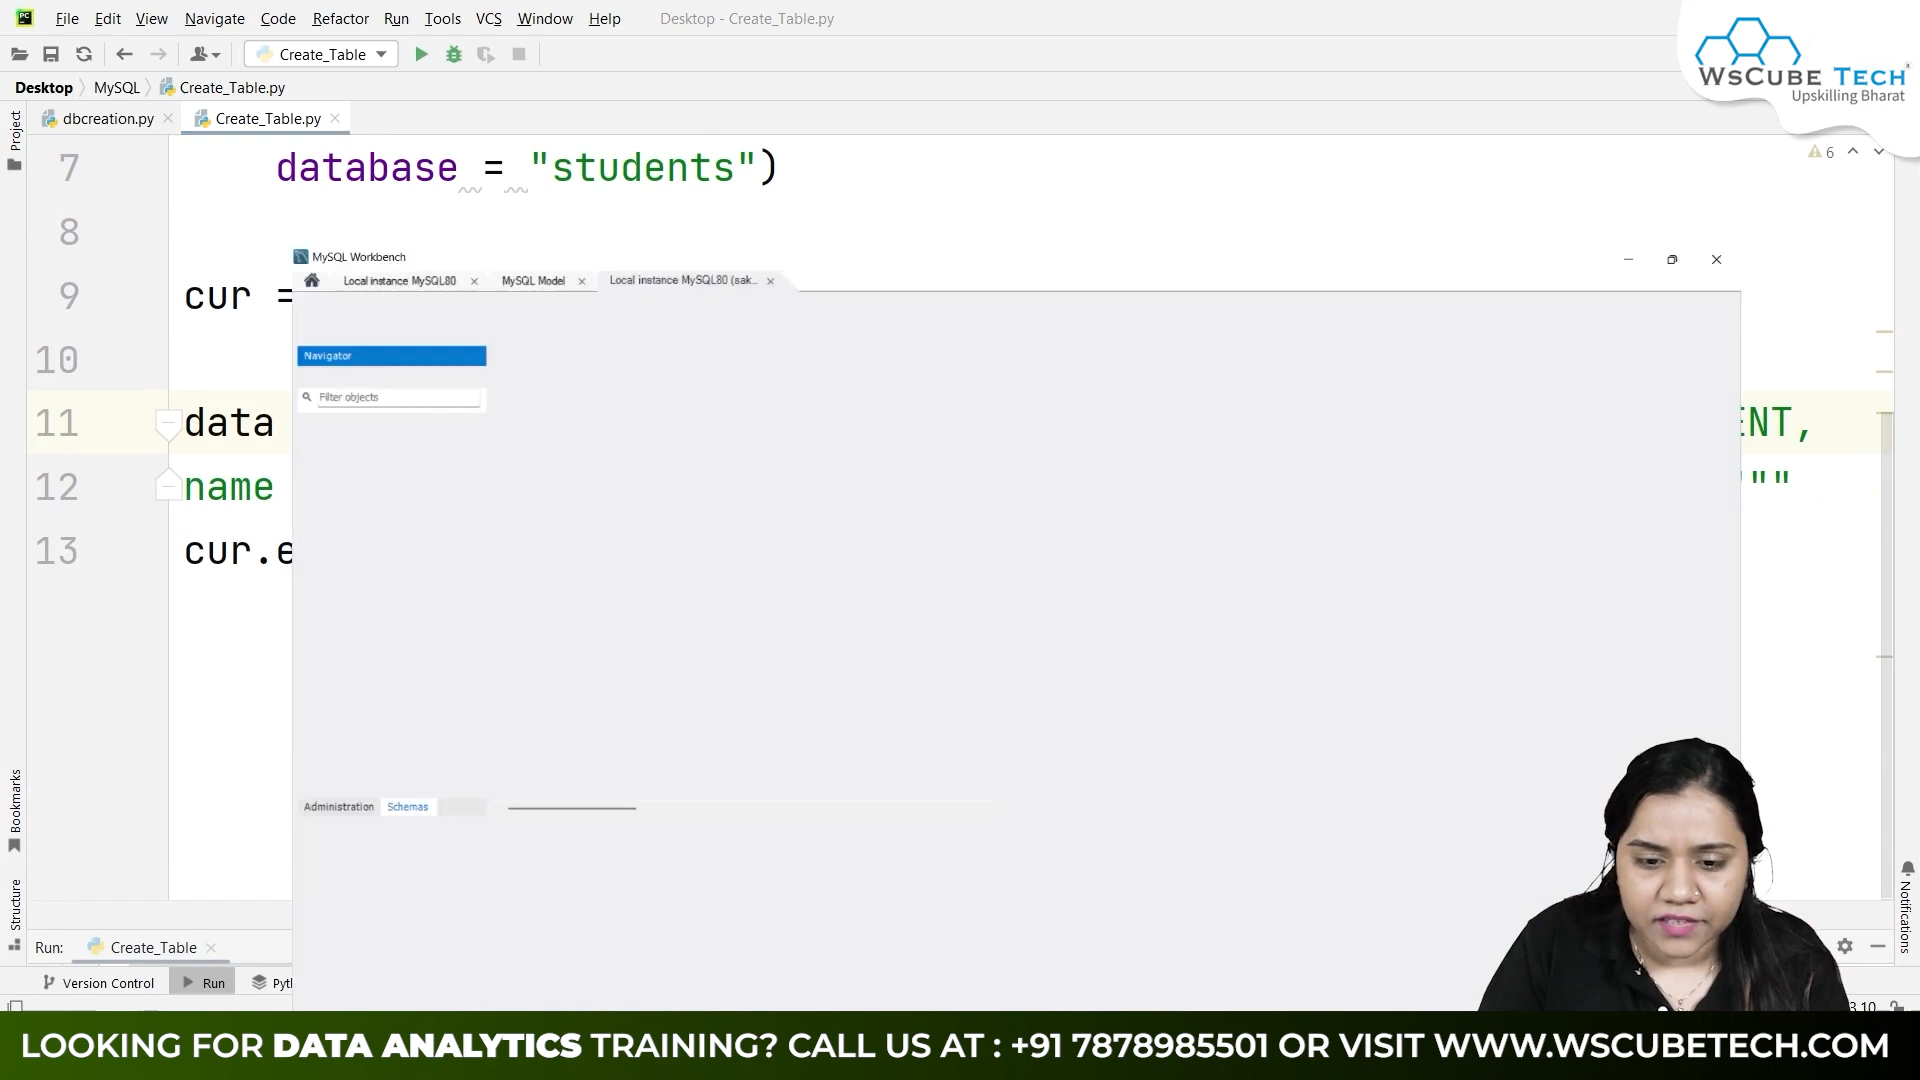 File Edit View Navigate Code Refactor Run Tools VCS Window Help Desktop - Create_Table.py
Create_Table
WSCUBE TECH
Upskilling Bharat
Desktop MySQL Create_Table.py
dbcreation.py Create_Table.py
Project
6
7 database = "students")
8
MySQL Workbench
Local instance MySQL80 MySQL Model Local instance MySQL80 (sak...
9 cur =
Navigator
10
Filter objects
11 data ENT,
12 name """
13 cur.e
Bookmarks
Administration Schemas
Structure
Notifications
Run: Create_Table
Version Control Run Pyt
3.10
LOOKING FOR DATA ANALYTICS TRAINING? CALL US AT : +91 7878985501 OR VISIT WWW.WSCUBETECH.COM